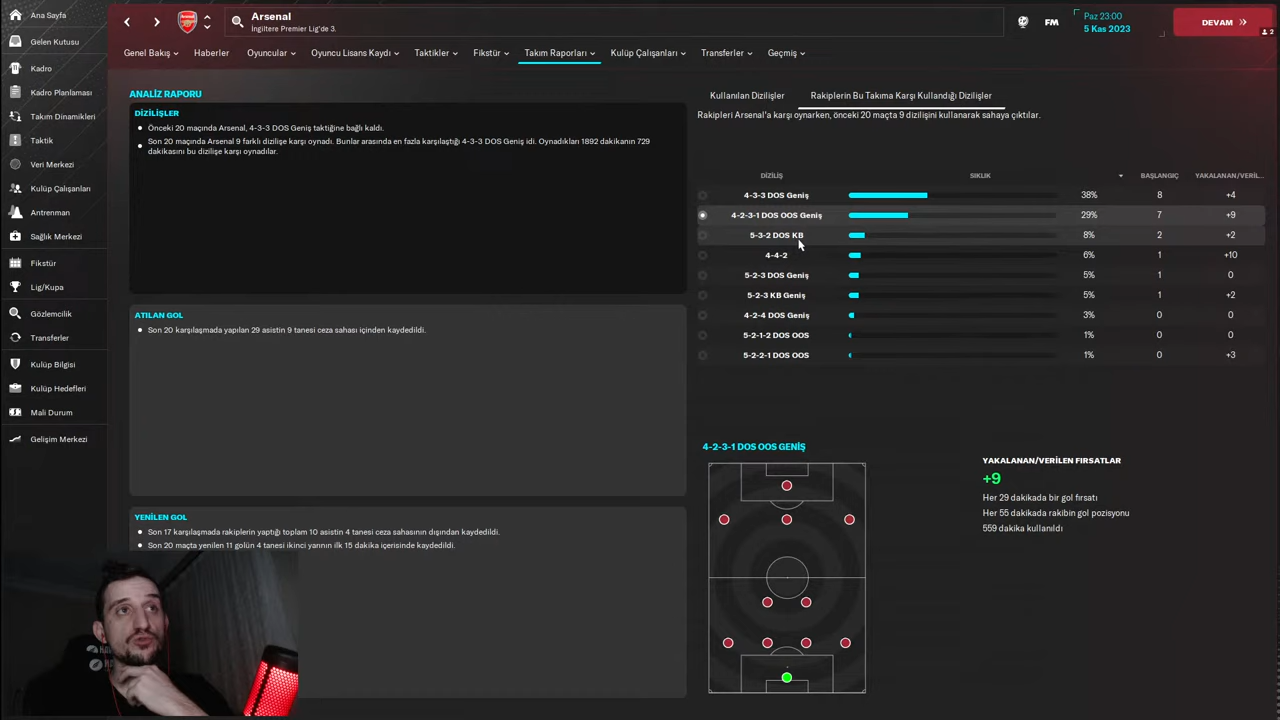 Ana Sayfa
Gelen Kutusu
Kadro
Kadro Planlaması
Takım Dinamikleri
Taktik
Veri Merkezi
Kulüp Çalışanları
Antrenman
Sağlık Merkezi
Fikstür
Lig/Kupa
Gözlemcilik
Transferler
Kulüp Bilgisi
Kulüp Hedefleri
Mali Durum
Gelişim Merkezi
Arsenal
İngiltere Premier Lig'de 3.
FM
Paz 23:00
5 Kas 2023
DEVAM
2
Genel Bakış
Haberler
Oyuncular
Oyuncu Lisans Kaydı
Taktikler
Fikstür
Takım Raporları
Kulüp Çalışanları
Transferler
Geçmiş
ANALİZ RAPORU
DİZİLİŞLER
Önceki 20 maçında Arsenal, 4-3-3 DOS Geniş taktiğine bağlı kaldı.
Son 20 maçında Arsenal 9 farklı dizilişe karşı oynadı. Bunlar arasında en fazla karşılaştığı 4-3-3 DOS Geniş idi. Oynadıkları 1892 dakikanın 729
dakikasını bu dizilişe karşı oynadılar.
ATILAN GOL
Son 20 karşılaşmada yapılan 29 asistin 9 tanesi ceza sahası içinden kaydedildi.
YENİLEN GOL
Son 17 karşılaşmada rakiplerin yaptığı toplam 10 asistin 4 tanesi ceza sahasının dışından kaydedildi.
Son 20 maçta yenilen 11 golün 4 tanesi ikinci yarının ilk 15 dakika içerisinde kaydedildi.
Kullanılan Dizilişler
Rakiplerin Bu Takıma Karşı Kullandığı Dizilişler
Rakipleri Arsenal'a karşı oynarken, önceki 20 maçta 9 dizilişini kullanarak sahaya çıktılar.
DİZİLİŞ SIKLIK BAŞLANGIÇ YAKALANAN/VERİL...
4-3-3 DOS Geniş 38% 8 +4
4-2-3-1 DOS OOS Geniş 29% 7 +9
5-3-2 DOS KB 8% 2 +2
4-4-2 6% 1 +10
5-2-3 DOS Geniş 5% 1 0
5-2-3 KB Geniş 5% 1 +2
4-2-4 DOS Geniş 3% 0 0
5-2-1-2 DOS OOS 1% 0 0
5-2-2-1 DOS OOS 1% 0 +3
4-2-3-1 DOS OOS GENİŞ
YAKALANAN/VERİLEN FIRSATLAR
+9
Her 29 dakikada bir gol fırsatı
Her 55 dakikada rakibin gol pozisyonu
559 dakika kullanıldı